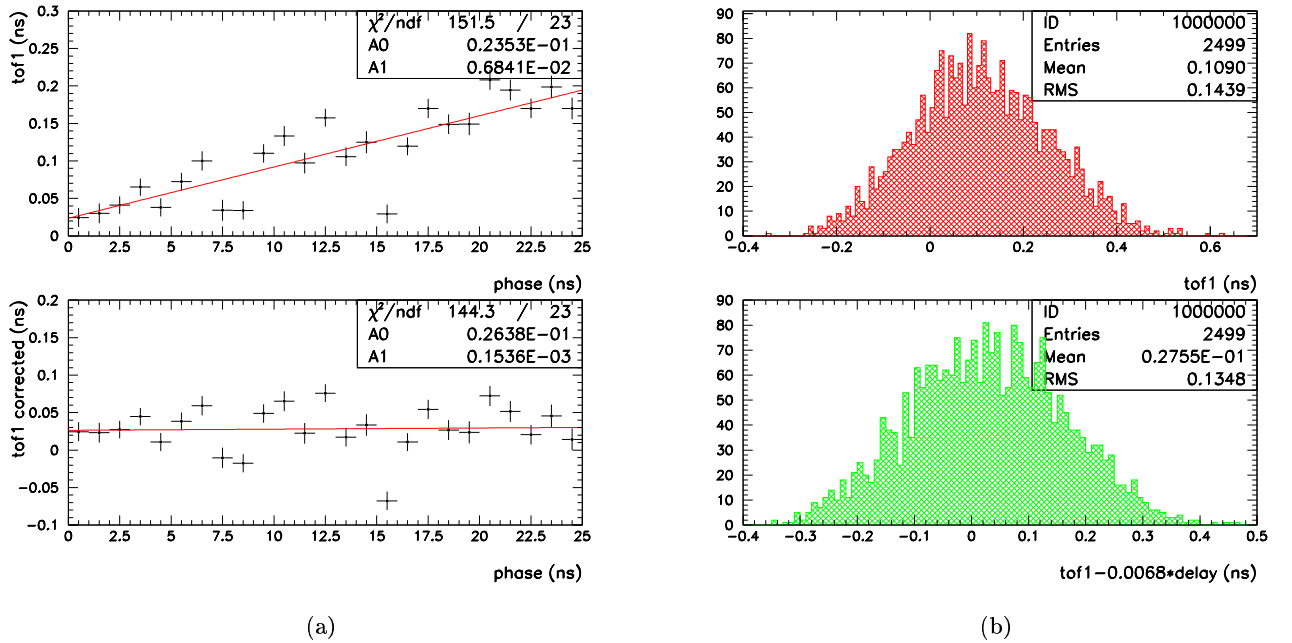 tof1 (ns)
0.3
0.25
0.2
0.15
0.1
0.05
0
χ²/ndf 151.5 / 23
A0 0.2353E-01
A1 0.6841E-02
0 2.5 5 7.5 10 12.5 15 17.5 20 22.5 25
phase (ns)
90
80
70
60
50
40
30
20
10
0
ID 1000000
Entries 2499
Mean 0.1090
RMS 0.1439
−0.4 −0.2 0 0.2 0.4 0.6
tof1 (ns)
tof1 corrected (ns)
0.2
0.15
0.1
0.05
0
−0.05
−0.1
χ²/ndf 144.3 / 23
A0 0.2638E-01
A1 0.1536E-03
0 2.5 5 7.5 10 12.5 15 17.5 20 22.5 25
phase (ns)
90
80
70
60
50
40
30
20
10
0
ID 1000000
Entries 2499
Mean 0.2755E-01
RMS 0.1348
−0.4 −0.3 −0.2 −0.1 0 0.1 0.2 0.3 0.4 0.5
tof1−0.0068*delay (ns)
(a)
(b)